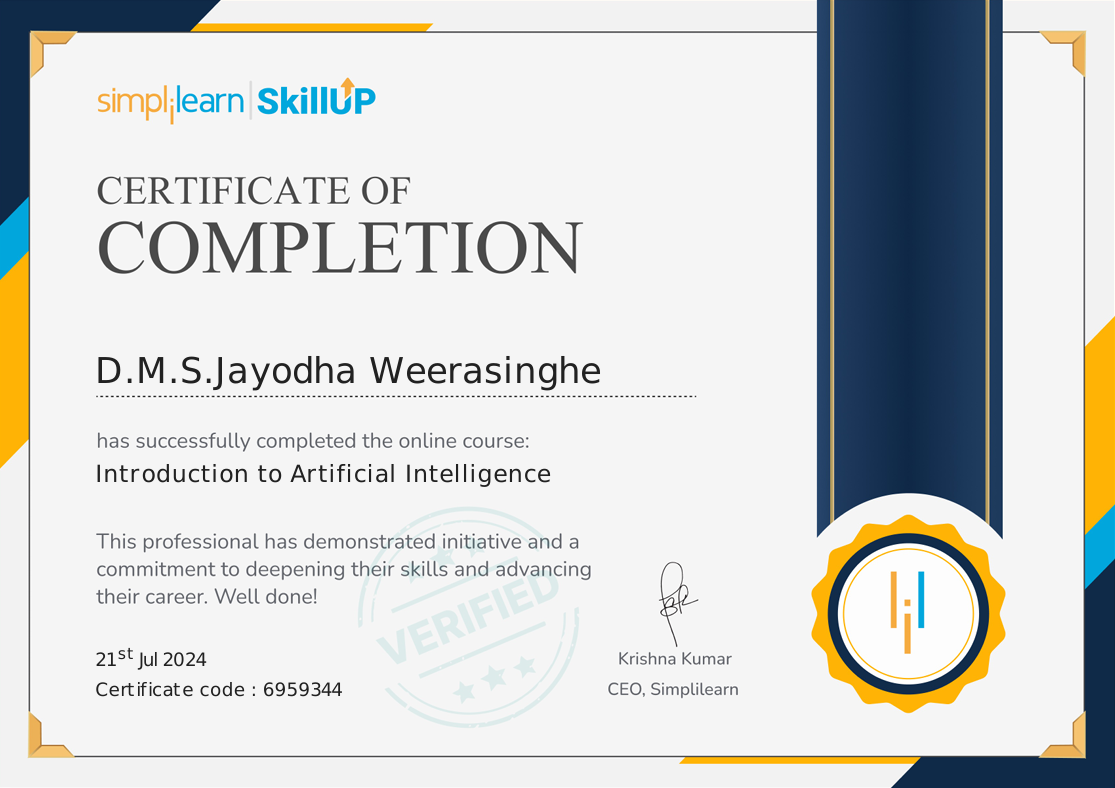 simplilearn | SkillUP
CERTIFICATE OF
COMPLETION
D.M.S.Jayodha Weerasinghe
has successfully completed the online course:
Introduction to Artificial Intelligence
This professional has demonstrated initiative and a
commitment to deepening their skills and advancing
their career. Well done!
VERIFIED
21st Jul 2024
Certificate code : 6959344
Krishna Kumar
CEO, Simplilearn